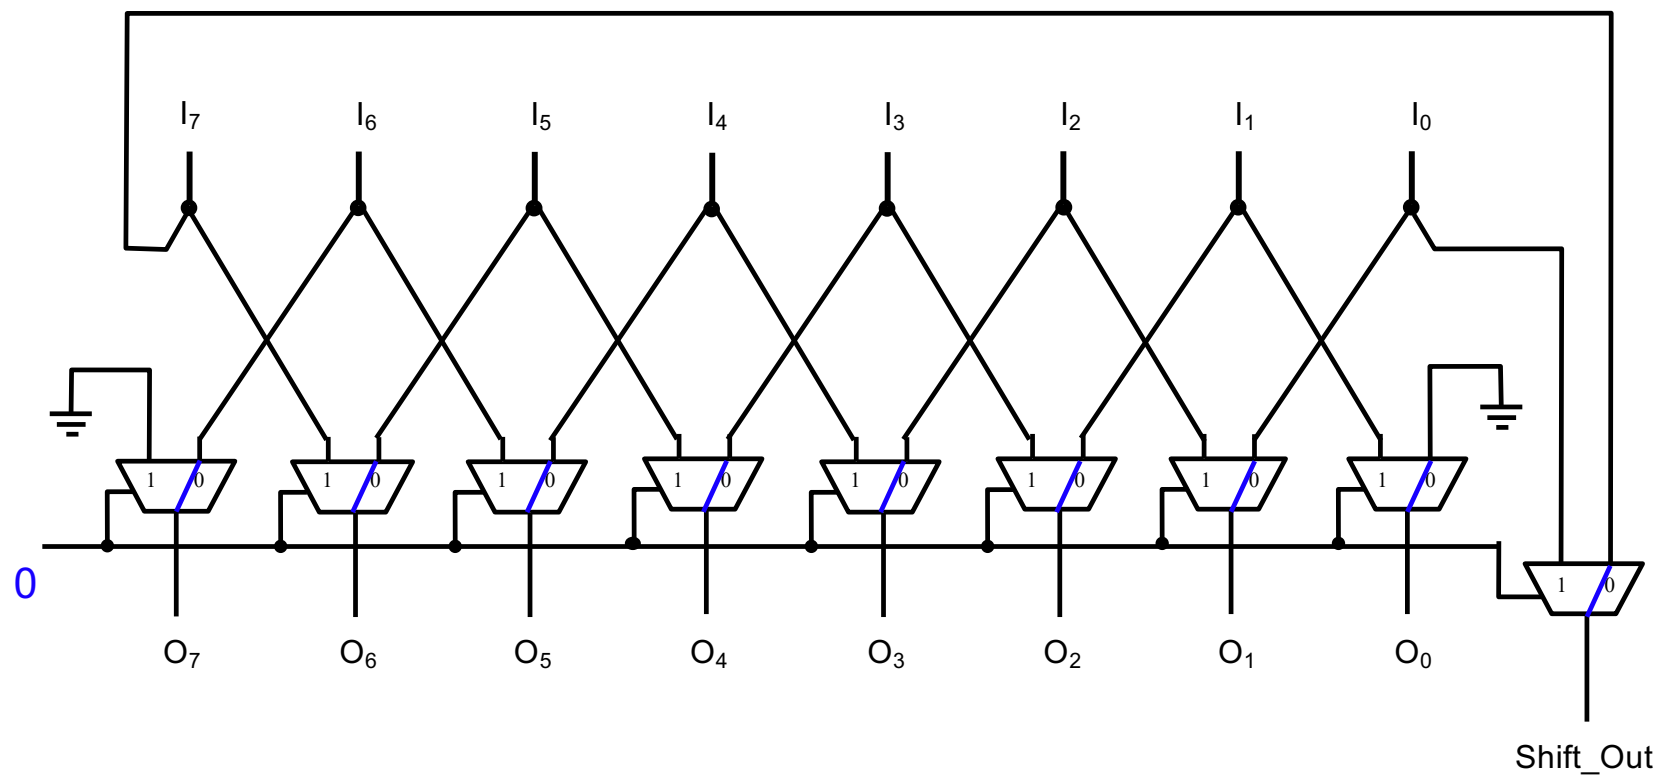 I7 I6 I5 I4 I3 I2 I1 I0
1 0 1 0 1 0 1 0 1 0 1 0 1 0 1 0
0
1 0
O7 O6 O5 O4 O3 O2 O1 O0
Shift_Out